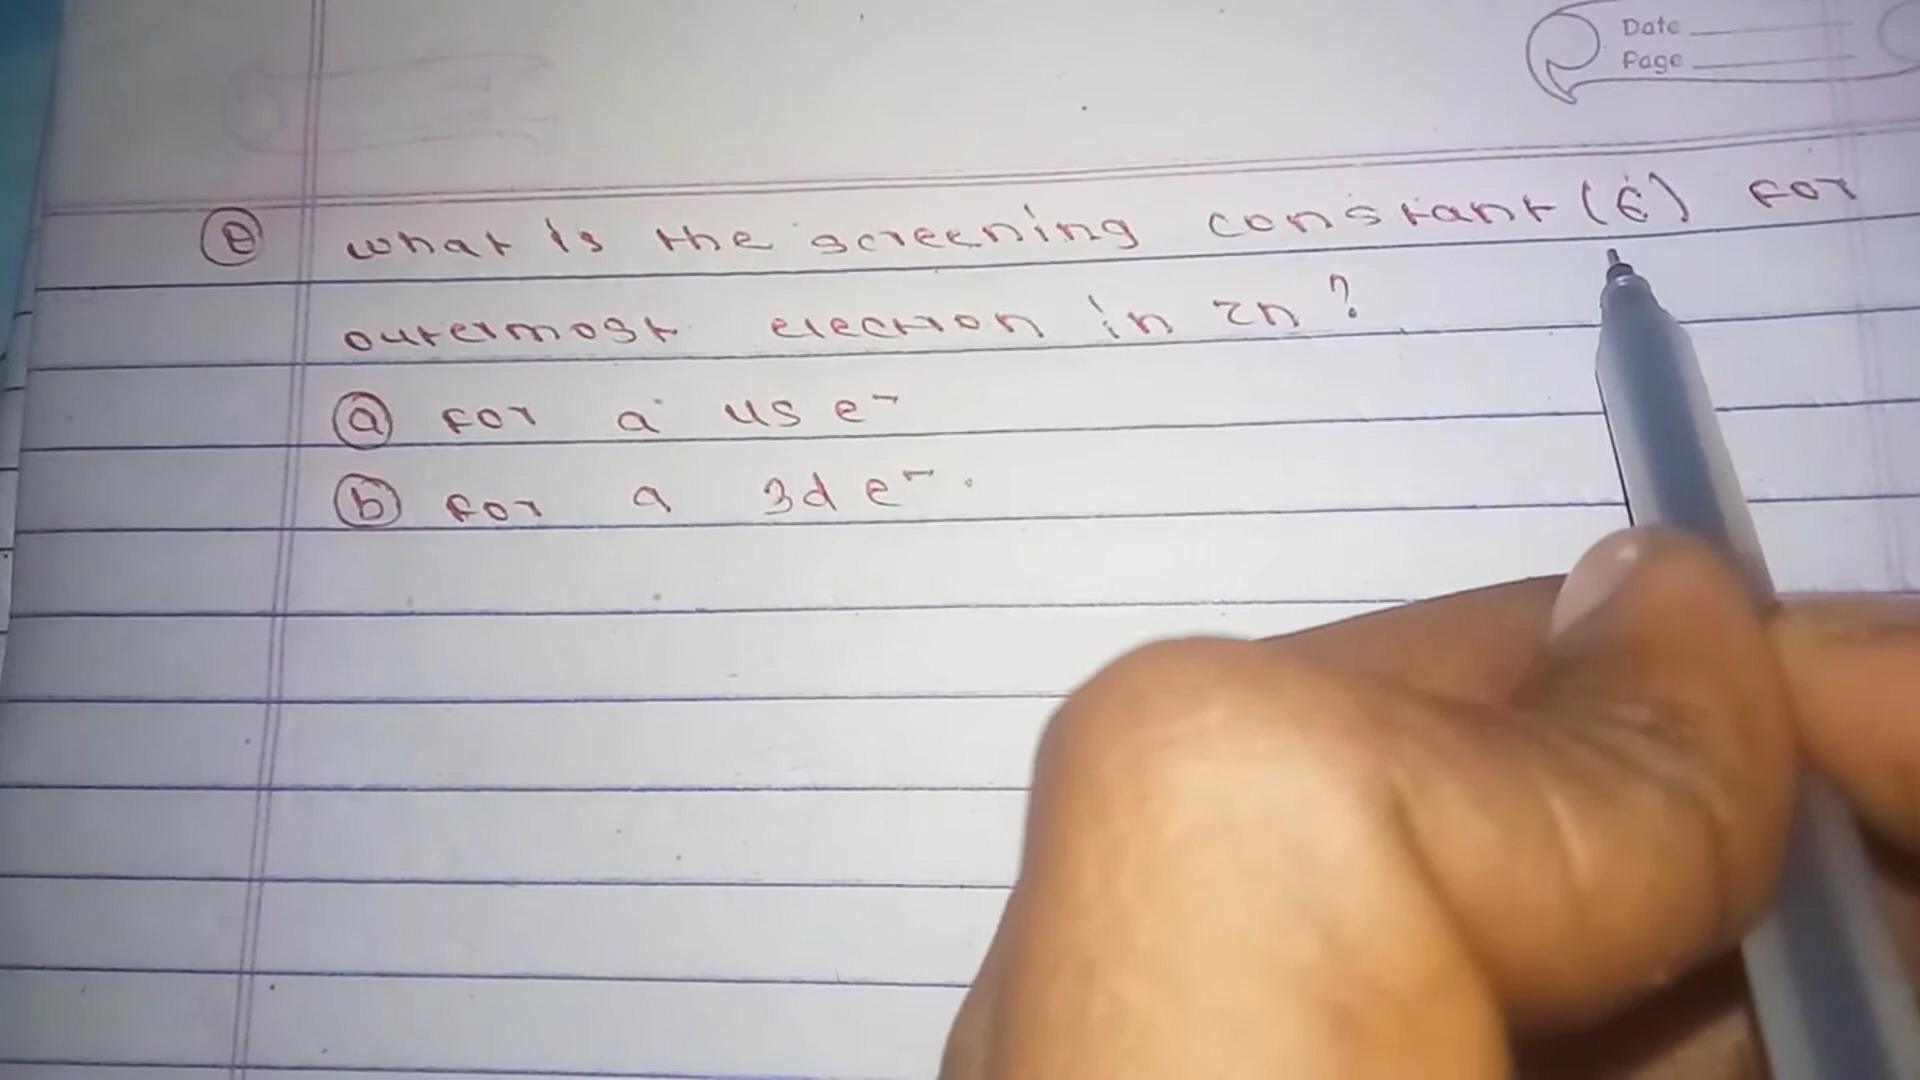 Date
Page
Ⓠ what is the screening constant (σ) for
outermost electron in zn ?
ⓐ for a 4s e⁻
ⓑ for a 3d e⁻.